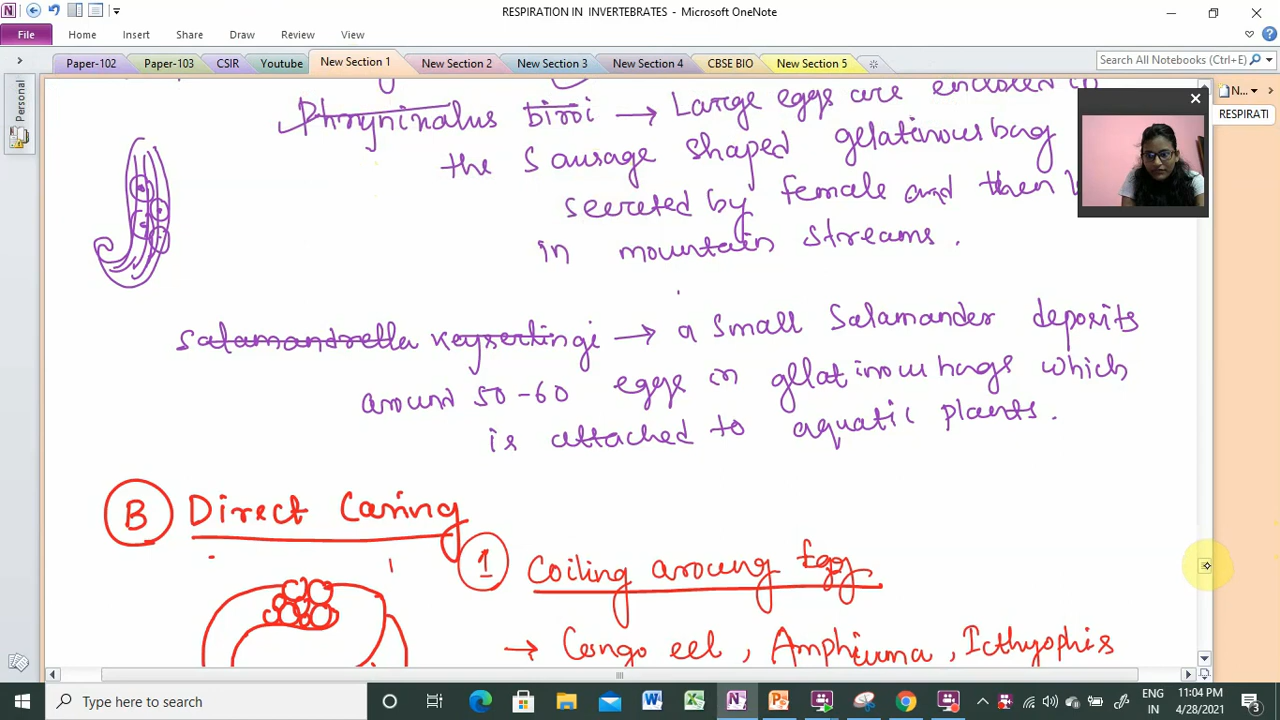 RESPIRATION IN INVERTEBRATES - Microsoft OneNote
File Home Insert Share Draw Review View
Paper-102 Paper-103 CSIR Youtube New Section 1 New Section 2 New Section 3 New Section 4 CBSE BIO New Section 5 Search All Notebooks (Ctrl+E)
Personal
N...
RESPIRATI
Phryninalus biroi → Large eggs are enclosed in
the Sausage shaped gelatinous bag
secreted by female and then
in mountain streams.
salamandrella keysertingi → a small Salamander deposits
around 50-60 eggs in gelatinous bags which
is attached to aquatic plants.
B Direct Caring
1 Coiling aroung Egg
→ Congo eel, Amphiuma, Icthyophis
Type here to search
ENG
IN
11:04 PM
4/28/2021
3